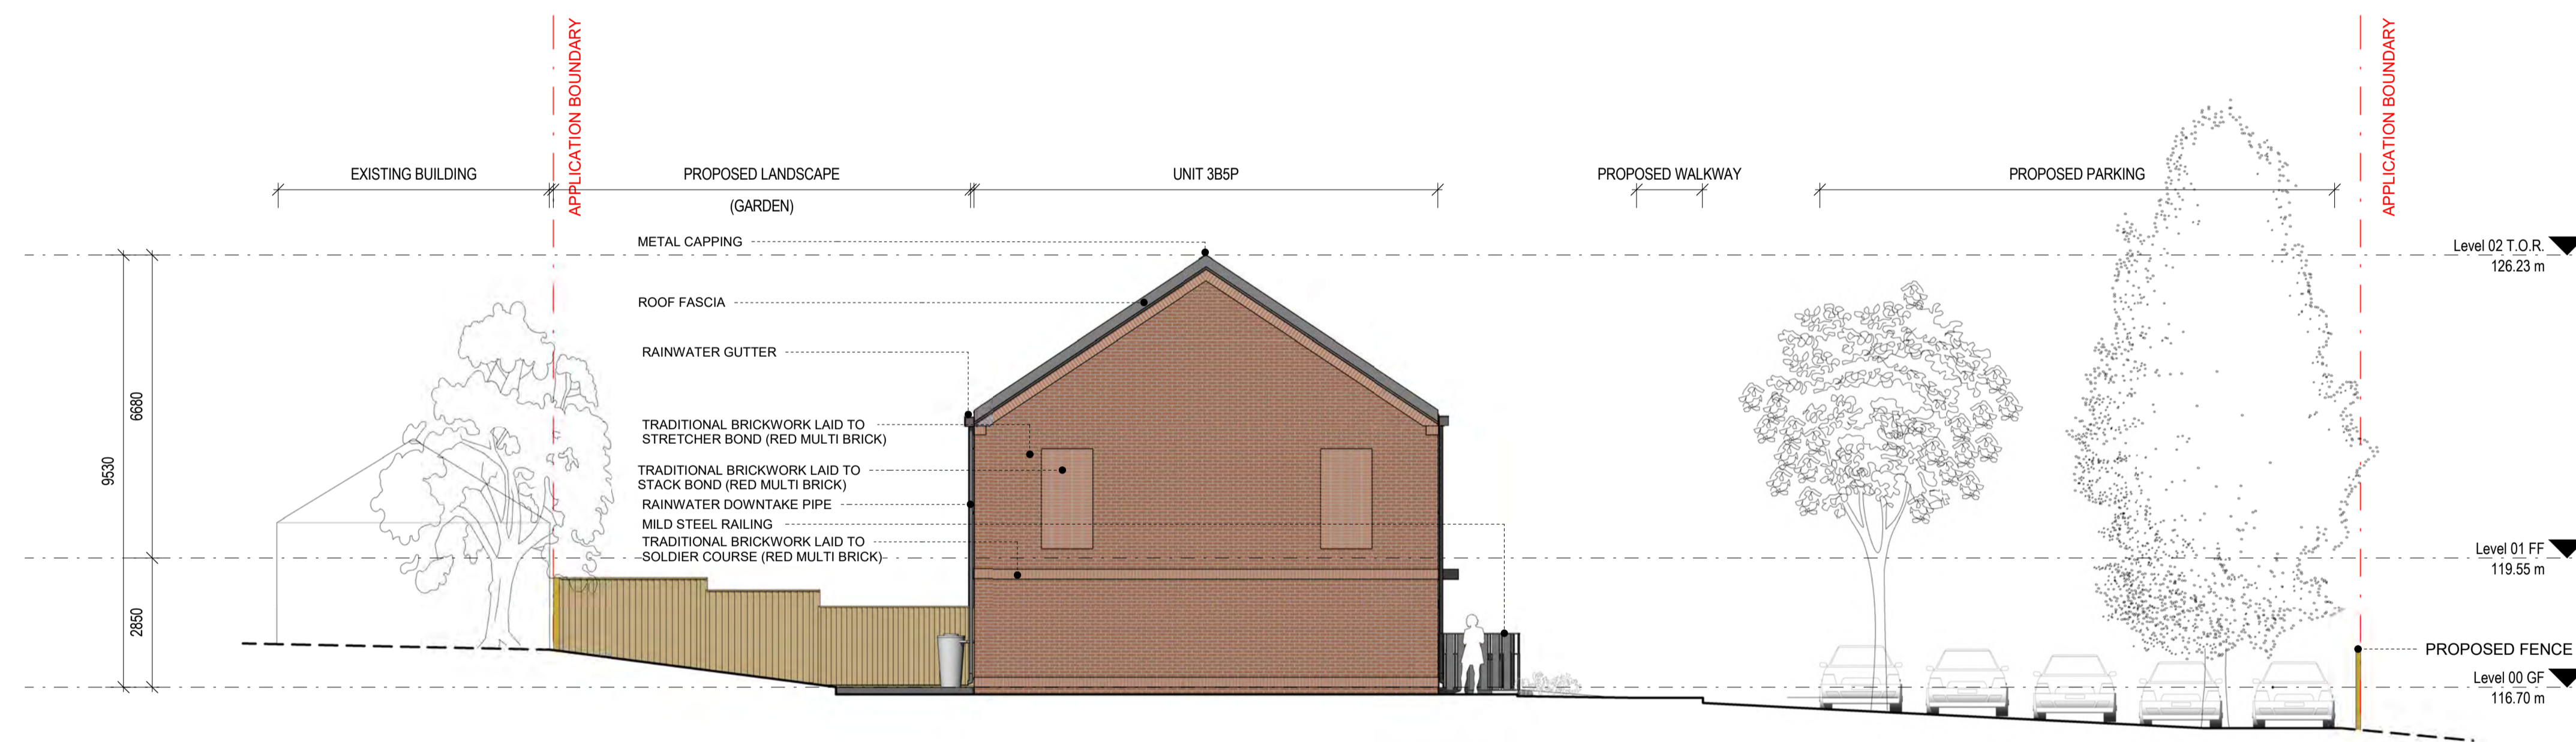 APPLICATION BOUNDARY
APPLICATION BOUNDARY
EXISTING BUILDING
PROPOSED LANDSCAPE
(GARDEN)
UNIT 3B5P
PROPOSED WALKWAY
PROPOSED PARKING
METAL CAPPING
ROOF FASCIA
RAINWATER GUTTER
TRADITIONAL BRICKWORK LAID TO
STRETCHER BOND (RED MULTI BRICK)
TRADITIONAL BRICKWORK LAID TO
STACK BOND (RED MULTI BRICK)
RAINWATER DOWNTAKE PIPE
MILD STEEL RAILING
TRADITIONAL BRICKWORK LAID TO
SOLDIER COURSE (RED MULTI BRICK)
9530
6680
2850
Level 02 T.O.R.
126.23 m
Level 01 FF
119.55 m
PROPOSED FENCE
Level 00 GF
116.70 m